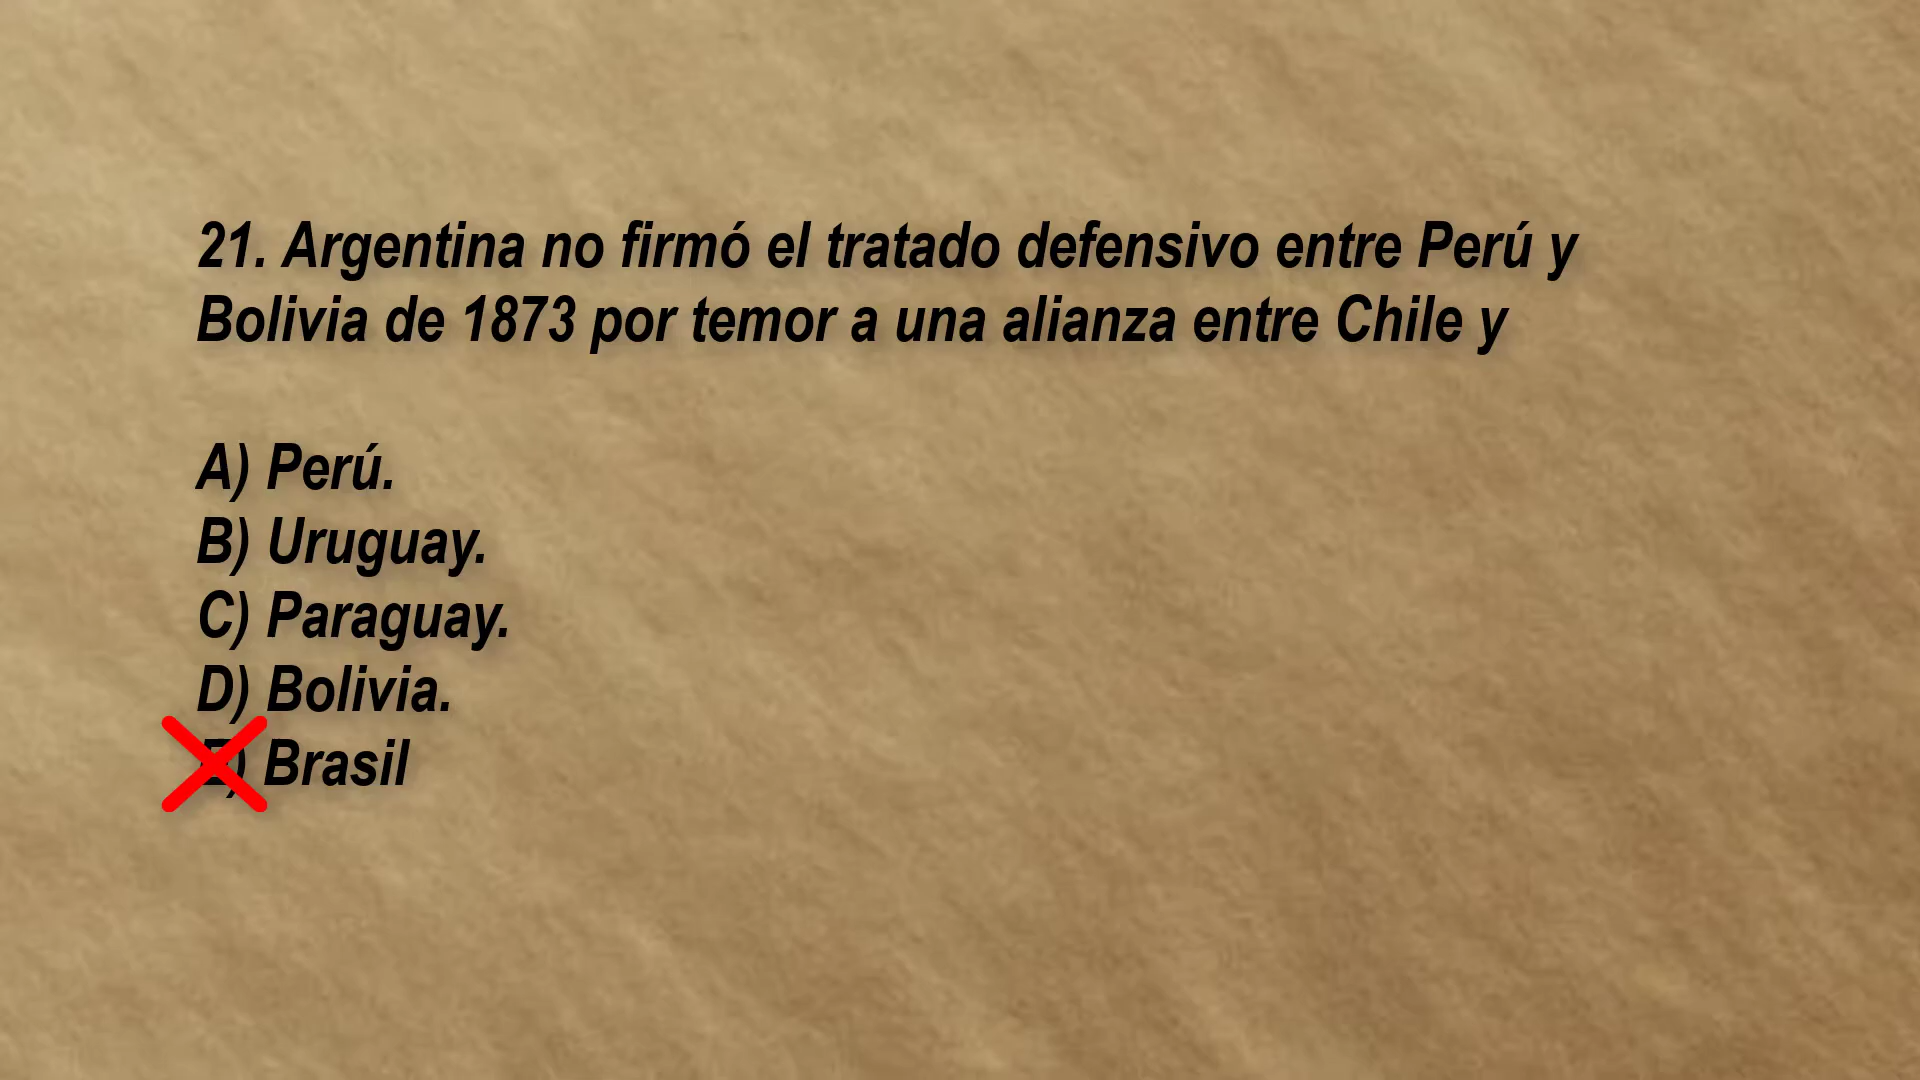 21. Argentina no firmó el tratado defensivo entre Perú y
Bolivia de 1873 por temor a una alianza entre Chile y
A) Perú.
B) Uruguay.
C) Paraguay.
D) Bolivia.
E) Brasil